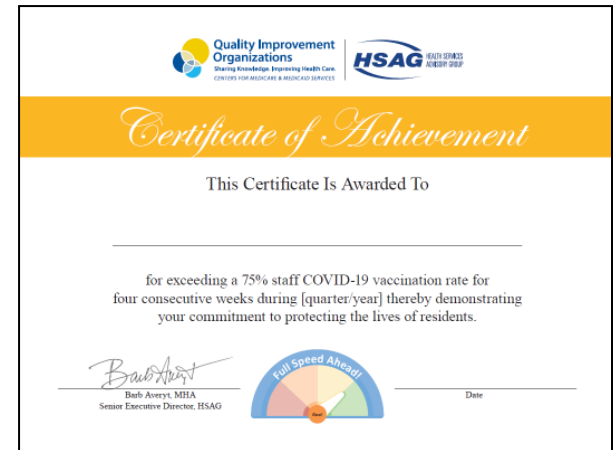 Quality Improvement
Organizations
Sharing Knowledge. Improving Health Care.
CENTERS FOR MEDICARE & MEDICAID SERVICES
HSAG HEALTH SERVICES
ADVISORY GROUP
Certificate of Achievement
This Certificate Is Awarded To
for exceeding a 75% staff COVID-19 vaccination rate for
four consecutive weeks during [quarter/year] thereby demonstrating
your commitment to protecting the lives of residents.
Barb Averyt
Full Speed Ahead!
Barb Averyt, MHA
Senior Executive Director, HSAG
Date